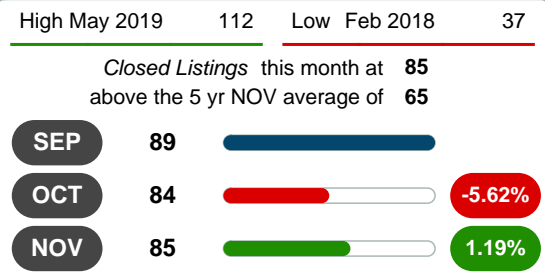 High May 2019 112 Low Feb 2018 37
Closed Listings this month at 85
above the 5 yr NOV average of 65
SEP 89
OCT 84 -5.62%
NOV 85 1.19%